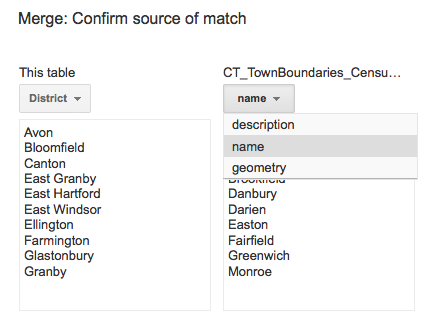 Merge: Confirm source of match
This table
District
Avon
Bloomfield
Canton
East Granby
East Hartford
East Windsor
Ellington
Farmington
Glastonbury
Granby
CT_TownBoundaries_Censu…
name
description
name
geometry
Brookfield
Danbury
Darien
Easton
Fairfield
Greenwich
Monroe